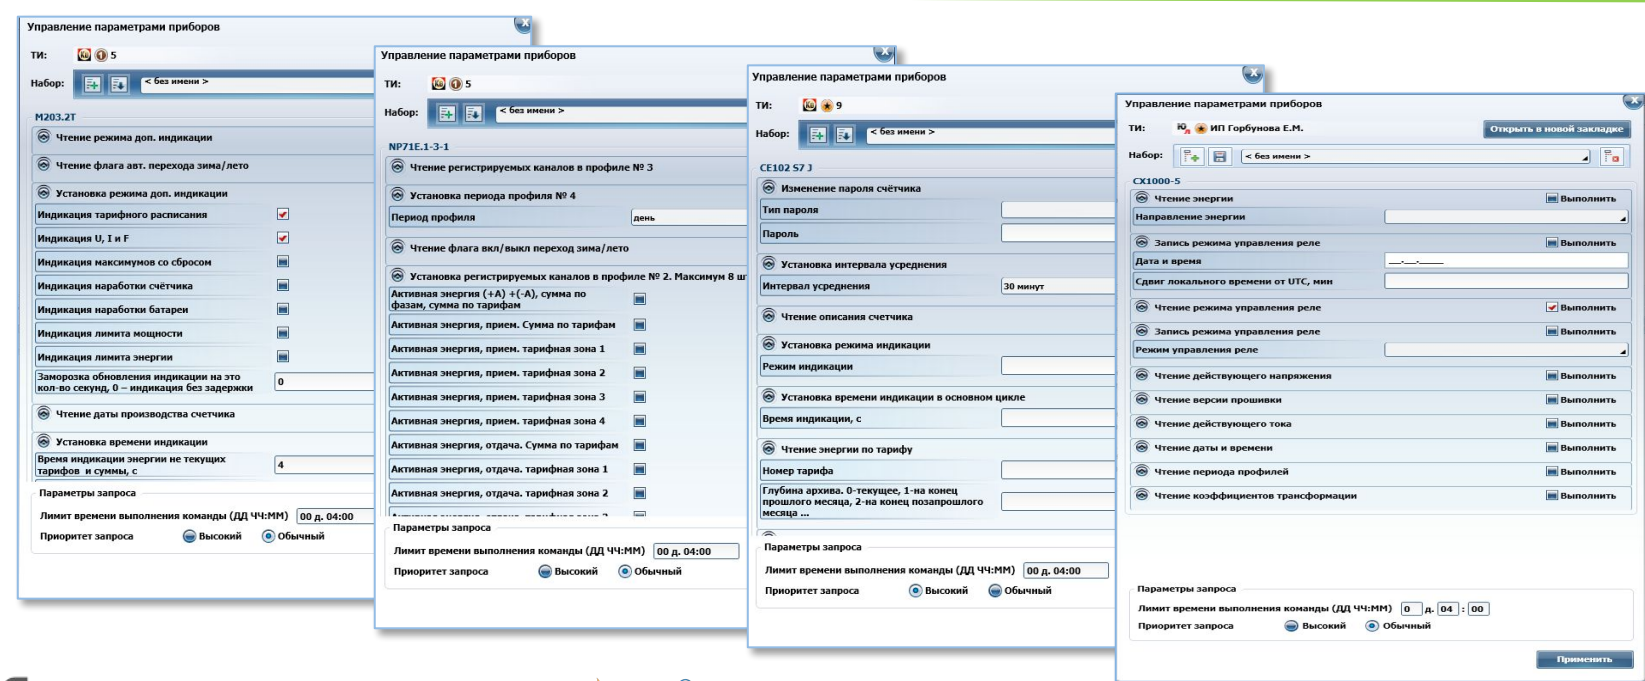 Управление параметрами приборов
ТИ: 5
Набор: < без имени >
М203.2Т
Чтение режима доп. индикации
Чтение флага авт. перехода зима/лето
Установка режима доп. индикации
Индикация тарифного расписания
Индикация U, I и F
Индикация максимумов со сбросом
Индикация наработки счётчика
Индикация наработки батареи
Индикация лимита мощности
Индикация лимита энергии
Заморозка обновления индикации на это
кол-во секунд, 0 – индикация без задержки
0
Чтение даты производства счетчика
Установка времени индикации
Время индикации энергии не текущих
тарифов и суммы, с
4
Параметры запроса
Лимит времени выполнения команды (ДД ЧЧ:ММ) 00 д. 04:00
Приоритет запроса Высокий Обычный
Управление параметрами приборов
ТИ: 5
Набор: < без имени >
NP71E.1-3-1
Чтение регистрируемых каналов в профиле № 3
Установка периода профиля № 4
Период профиля день
Чтение флага вкл/выкл переход зима/лето
Установка регистрируемых каналов в профиле № 2. Максимум 8 ш
Активная энергия (+А) +(-А), сумма по
фазам, сумма по тарифам
Активная энергия, прием. Сумма по тарифам
Активная энергия, прием. тарифная зона 1
Активная энергия, прием. тарифная зона 2
Активная энергия, прием. тарифная зона 3
Активная энергия, прием. тарифная зона 4
Активная энергия, отдача. Сумма по тарифам
Активная энергия, отдача. тарифная зона 1
Активная энергия, отдача. тарифная зона 2
Параметры запроса
Лимит времени выполнения команды (ДД ЧЧ:ММ) 00 д. 04:00
Приоритет запроса Высокий Обычный
Управление параметрами приборов
ТИ: 9
Набор: < без имени >
CE102 S7 J
Изменение пароля счётчика
Тип пароля
Пароль
Установка интервала усреднения
Интервал усреднения 30 минут
Чтение описания счетчика
Установка режима индикации
Режим индикации
Установка времени индикации в основном цикле
Время индикации, с
Чтение энергии по тарифу
Номер тарифа
Глубина архива. 0-текущее, 1-на конец
прошлого месяца, 2-на конец позапрошлого
месяца ...
Параметры запроса
Лимит времени выполнения команды (ДД ЧЧ:ММ) 00 д. 04:00
Приоритет запроса Высокий Обычный
Управление параметрами приборов
ТИ: ИП Горбунова Е.М. Открыть в новой закладке
Набор: < без имени >
CX1000-5
Чтение энергии Выполнить
Направление энергии
Запись режима управления реле Выполнить
Дата и время __.__.____
Сдвиг локального времени от UTC, мин
Чтение режима управления реле Выполнить
Запись режима управления реле Выполнить
Режим управления реле
Чтение действующего напряжения Выполнить
Чтение версии прошивки Выполнить
Чтение действующего тока Выполнить
Чтение даты и времени Выполнить
Чтение периода профилей Выполнить
Чтение коэффициентов трансформации Выполнить
Параметры запроса
Лимит времени выполнения команды (ДД ЧЧ:ММ) 0 д. 04 : 00
Приоритет запроса Высокий Обычный
Применить